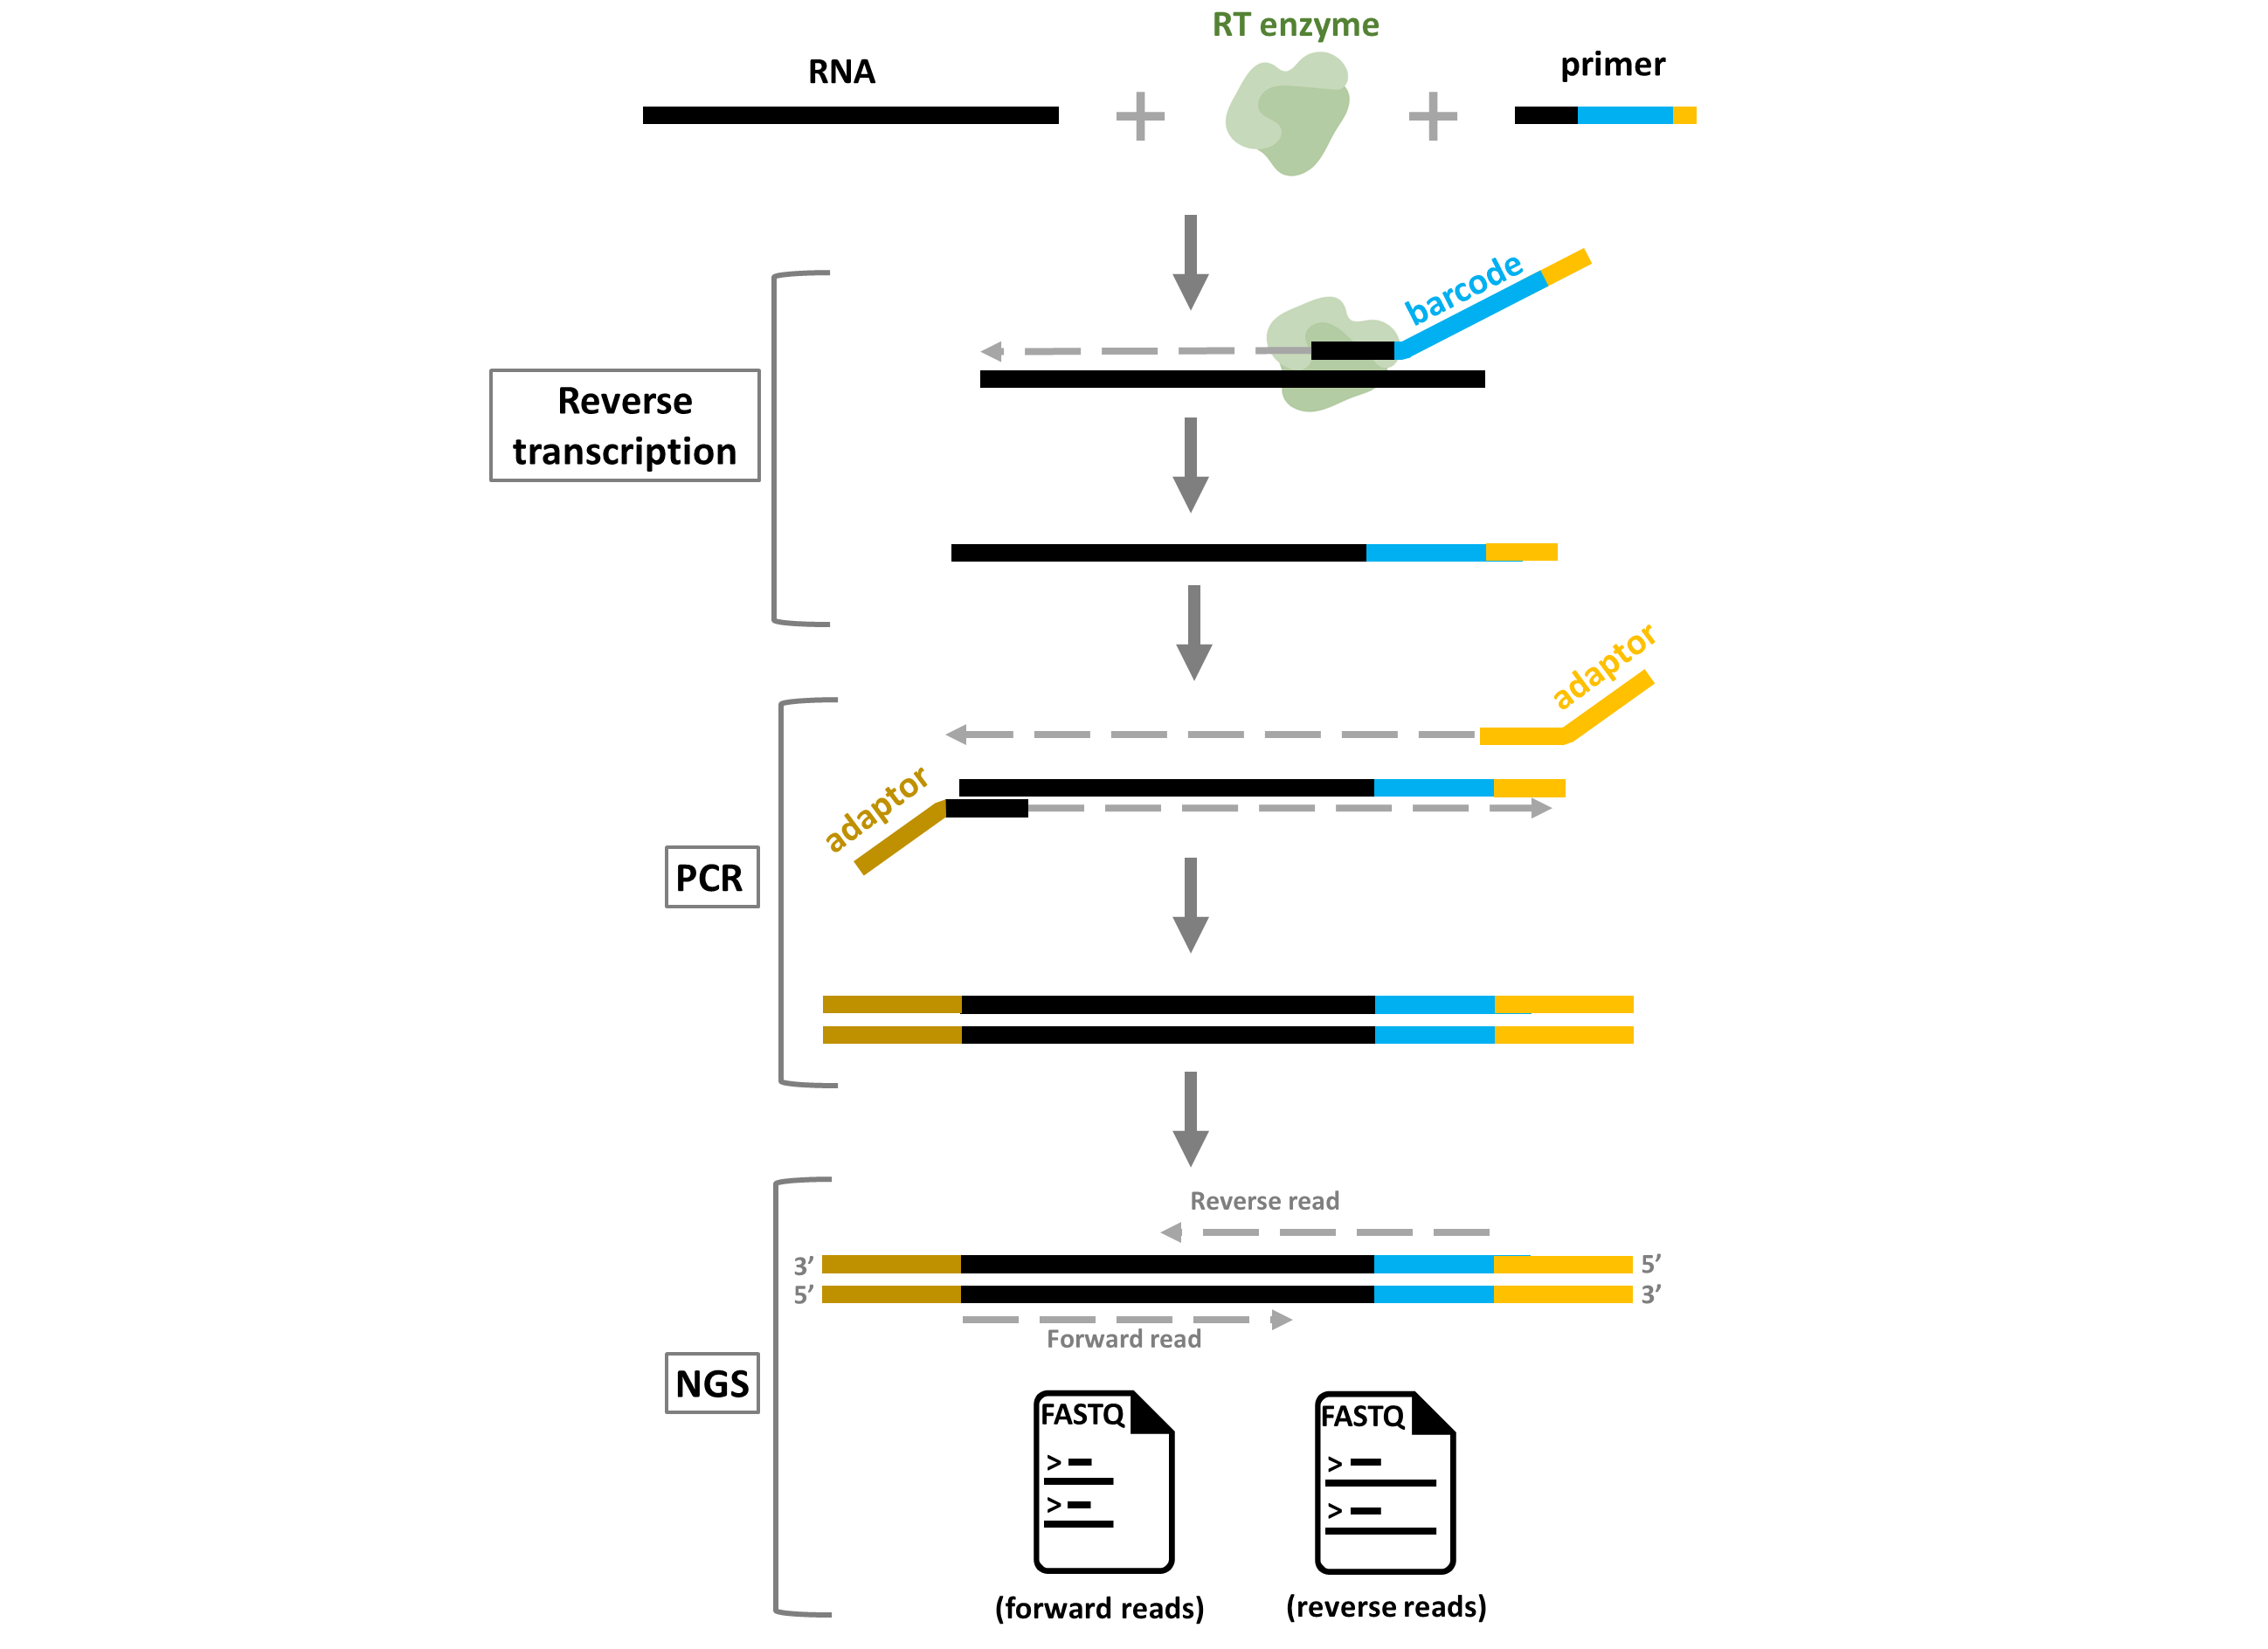 RT enzyme
RNA
primer
barcode
Reverse
transcription
adaptor
adaptor
PCR
Reverse read
3’
5’
5’
3’
Forward read
NGS
FASTQ
FASTQ
>
>
>
>
(forward reads)
(reverse reads)